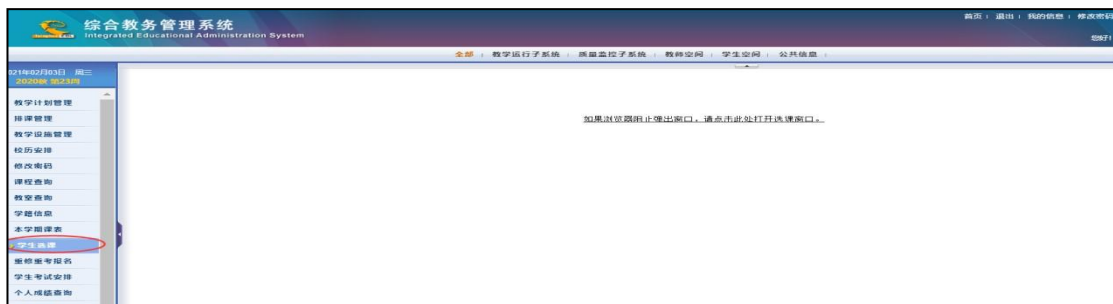 综合教务管理系统
Integrated Educational Administration System
首页 | 退出 | 我的信息 | 修改密码
您好!
全部 | 教学运行子系统 | 质量监控子系统 | 教师空间 | 学生空间 | 公共信息 |
021年02月03日 周三
2020秋 第23周
教学计划管理
排课管理
教学设施管理
校历安排
修改密码
课程查询
教室查询
学籍信息
本学期课表
学生选课
重修重考报名
学生考试安排
个人成绩查询
如果浏览器阻止弹出窗口，请点击此处打开选课窗口。